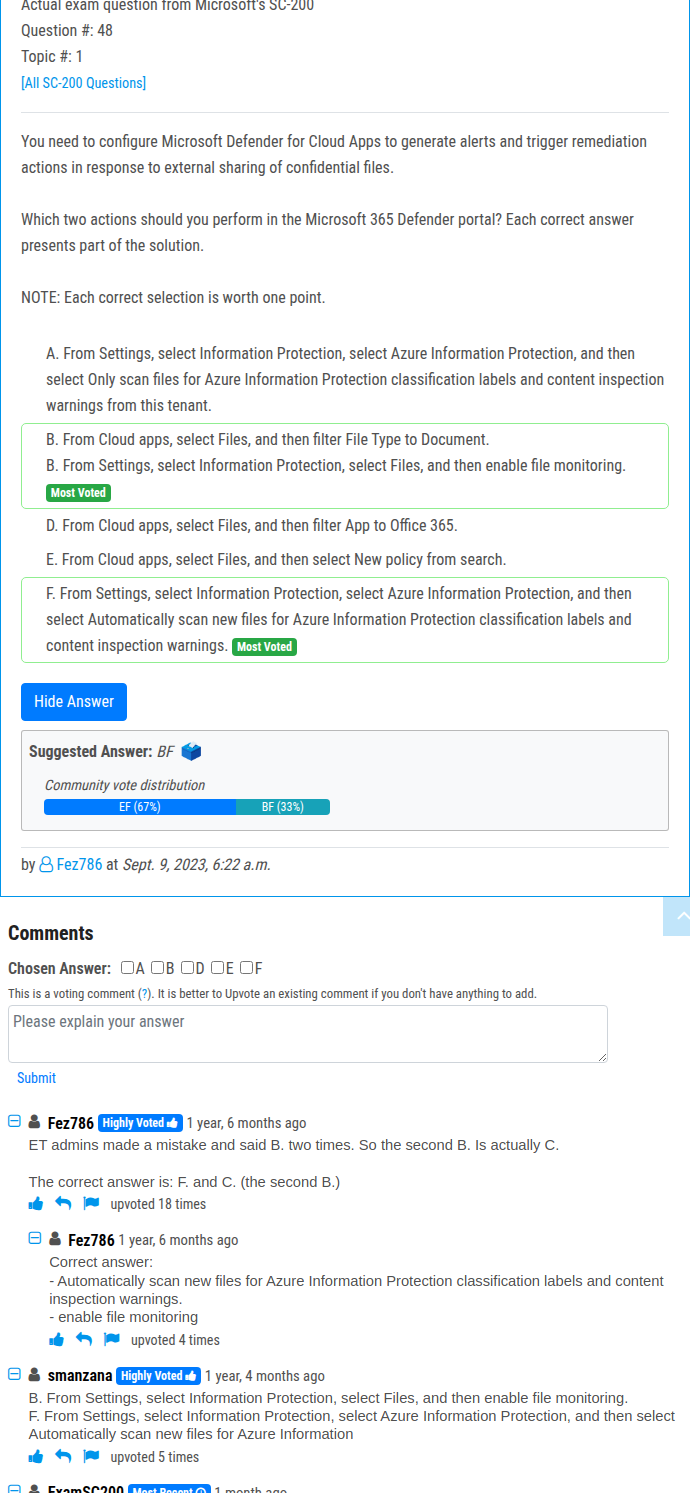 Actual exam question from Microsoft's SC-200
Question #: 48
Topic #: 1
[All SC-200 Questions]
You need to configure Microsoft Defender for Cloud Apps to generate alerts and trigger remediation
actions in response to external sharing of confidential files.
Which two actions should you perform in the Microsoft 365 Defender portal? Each correct answer
presents part of the solution.
NOTE: Each correct selection is worth one point.
A. From Settings, select Information Protection, select Azure Information Protection, and then
select Only scan files for Azure Information Protection classification labels and content inspection
warnings from this tenant.
B. From Cloud apps, select Files, and then filter File Type to Document.
B. From Settings, select Information Protection, select Files, and then enable file monitoring.
Most Voted
D. From Cloud apps, select Files, and then filter App to Office 365.
E. From Cloud apps, select Files, and then select New policy from search.
F. From Settings, select Information Protection, select Azure Information Protection, and then
select Automatically scan new files for Azure Information Protection classification labels and
content inspection warnings. Most Voted
Hide Answer
Suggested Answer: BF
Community vote distribution
EF (67%) BF (33%)
by Fez786 at Sept. 9, 2023, 6:22 a.m.
Comments
Chosen Answer: A B D E F
This is a voting comment (?). It is better to Upvote an existing comment if you don't have anything to add.
Please explain your answer
Submit
Fez786 Highly Voted 1 year, 6 months ago
ET admins made a mistake and said B. two times. So the second B. Is actually C.
The correct answer is: F. and C. (the second B.)
upvoted 18 times
Fez786 1 year, 6 months ago
Correct answer:
- Automatically scan new files for Azure Information Protection classification labels and content
inspection warnings.
- enable file monitoring
upvoted 4 times
smanzana Highly Voted 1 year, 4 months ago
B. From Settings, select Information Protection, select Files, and then enable file monitoring.
F. From Settings, select Information Protection, select Azure Information Protection, and then select
Automatically scan new files for Azure Information
upvoted 5 times
ExamSC200 Most Recent 1 month ago